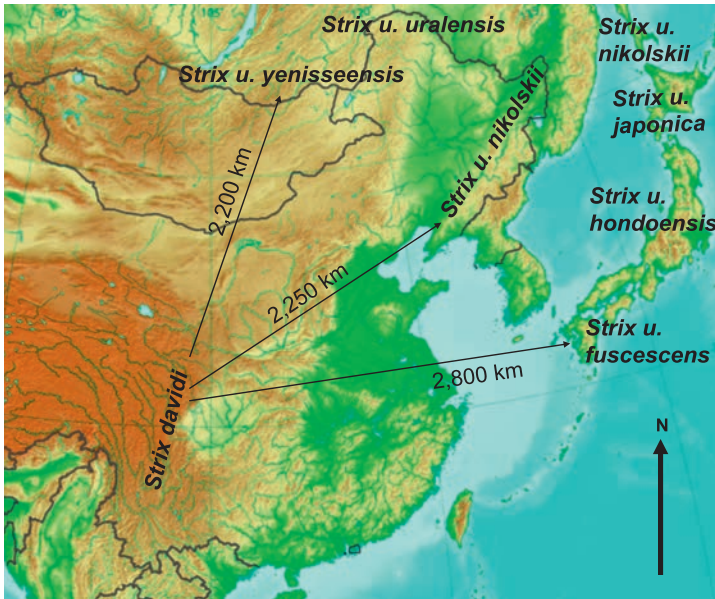 Strix u. uralensis
Strix u.
nikolskii
Strix u. yenisseensis
Strix u.
japonica
Strix u. nikolskii
2,200 km
Strix u.
hondoensis
2,250 km
Strix u.
fuscescens
2,800 km
Strix davidi
N